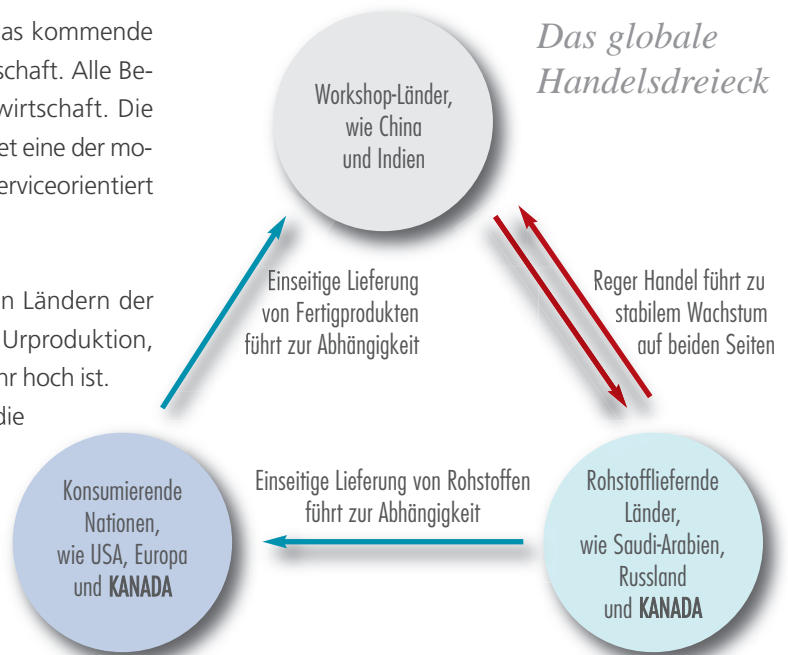 as kommende
schaft. Alle Be-
wirtschaft. Die
et eine der mo-
erviceorientiert
n Ländern der
Urproduktion,
hr hoch ist.
die
Das globale
Handelsdreieck
Workshop-Länder,
wie China
und Indien
Einseitige Lieferung
von Fertigprodukten
führt zur Abhängigkeit
Reger Handel führt zu
stabilem Wachstum
auf beiden Seiten
Konsumierende
Nationen,
wie USA, Europa
und KANADA
Einseitige Lieferung von Rohstoffen
führt zur Abhängigkeit
Rohstoffliefernde
Länder,
wie Saudi-Arabien,
Russland
und KANADA